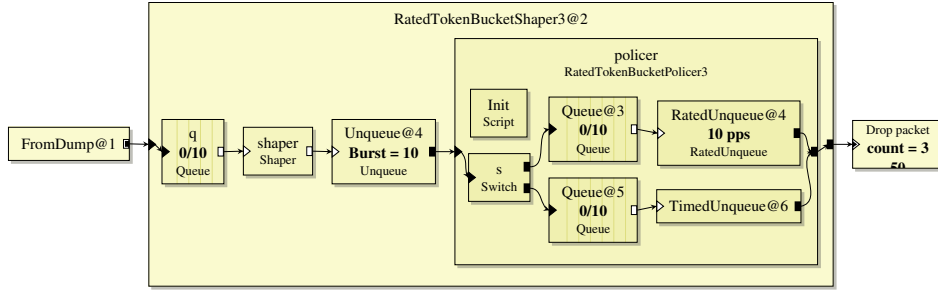 RatedTokenBucketShaper3@2
policer
RatedTokenBucketPolicer3
FromDump@1
q
0/10
Queue
shaper
Shaper
Unqueue@4
Burst = 10
Unqueue
Init
Script
s
Switch
Queue@3
0/10
Queue
RatedUnqueue@4
10 pps
RatedUnqueue
Queue@5
0/10
Queue
TimedUnqueue@6
Drop packet
count = 3